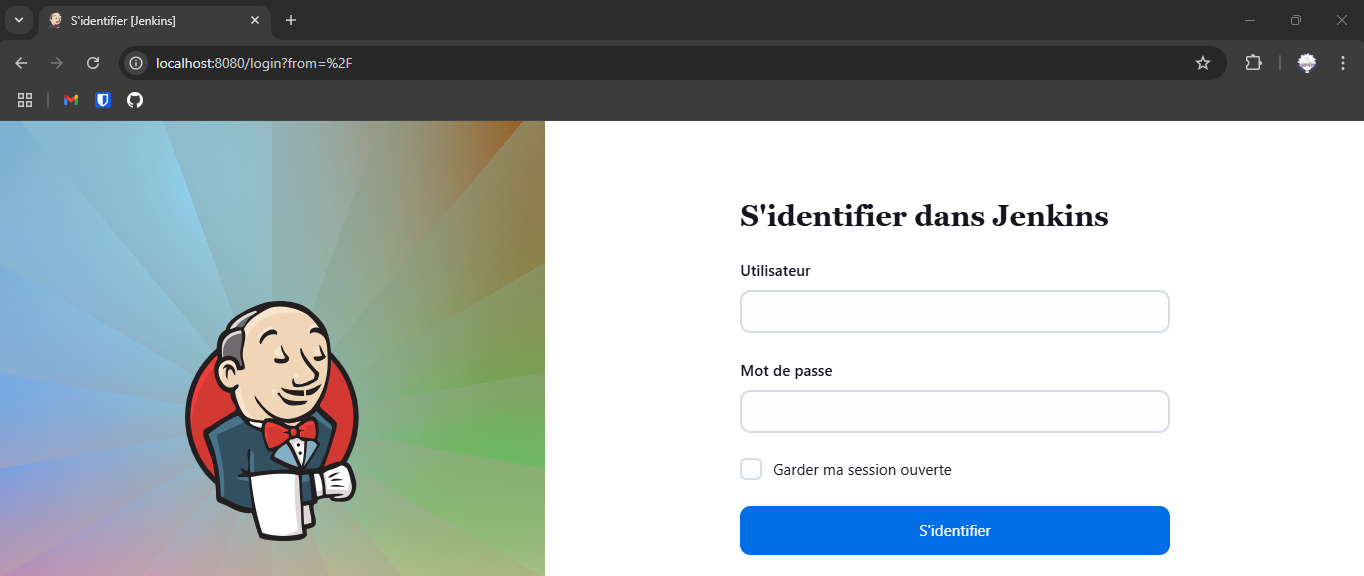 S'identifier [Jenkins]
localhost:8080/login?from=%2F
S'identifier dans Jenkins
Utilisateur
Mot de passe
Garder ma session ouverte
S'identifier